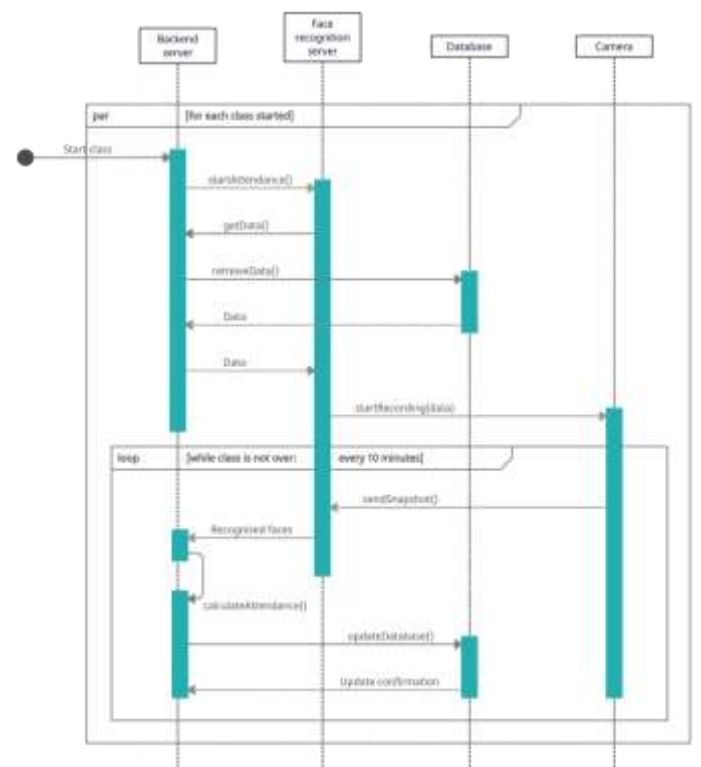 Backend
server
Face
recognition
server
Database
Camera
par [for each class started]
Start class
startAttendance()
getData()
retrieveData()
Data
Data
startRecording(data)
loop [while class is not over: every 10 minutes]
sendSnapshot()
Recognised faces
calculateAttendance()
updateDatabase()
Update confirmation